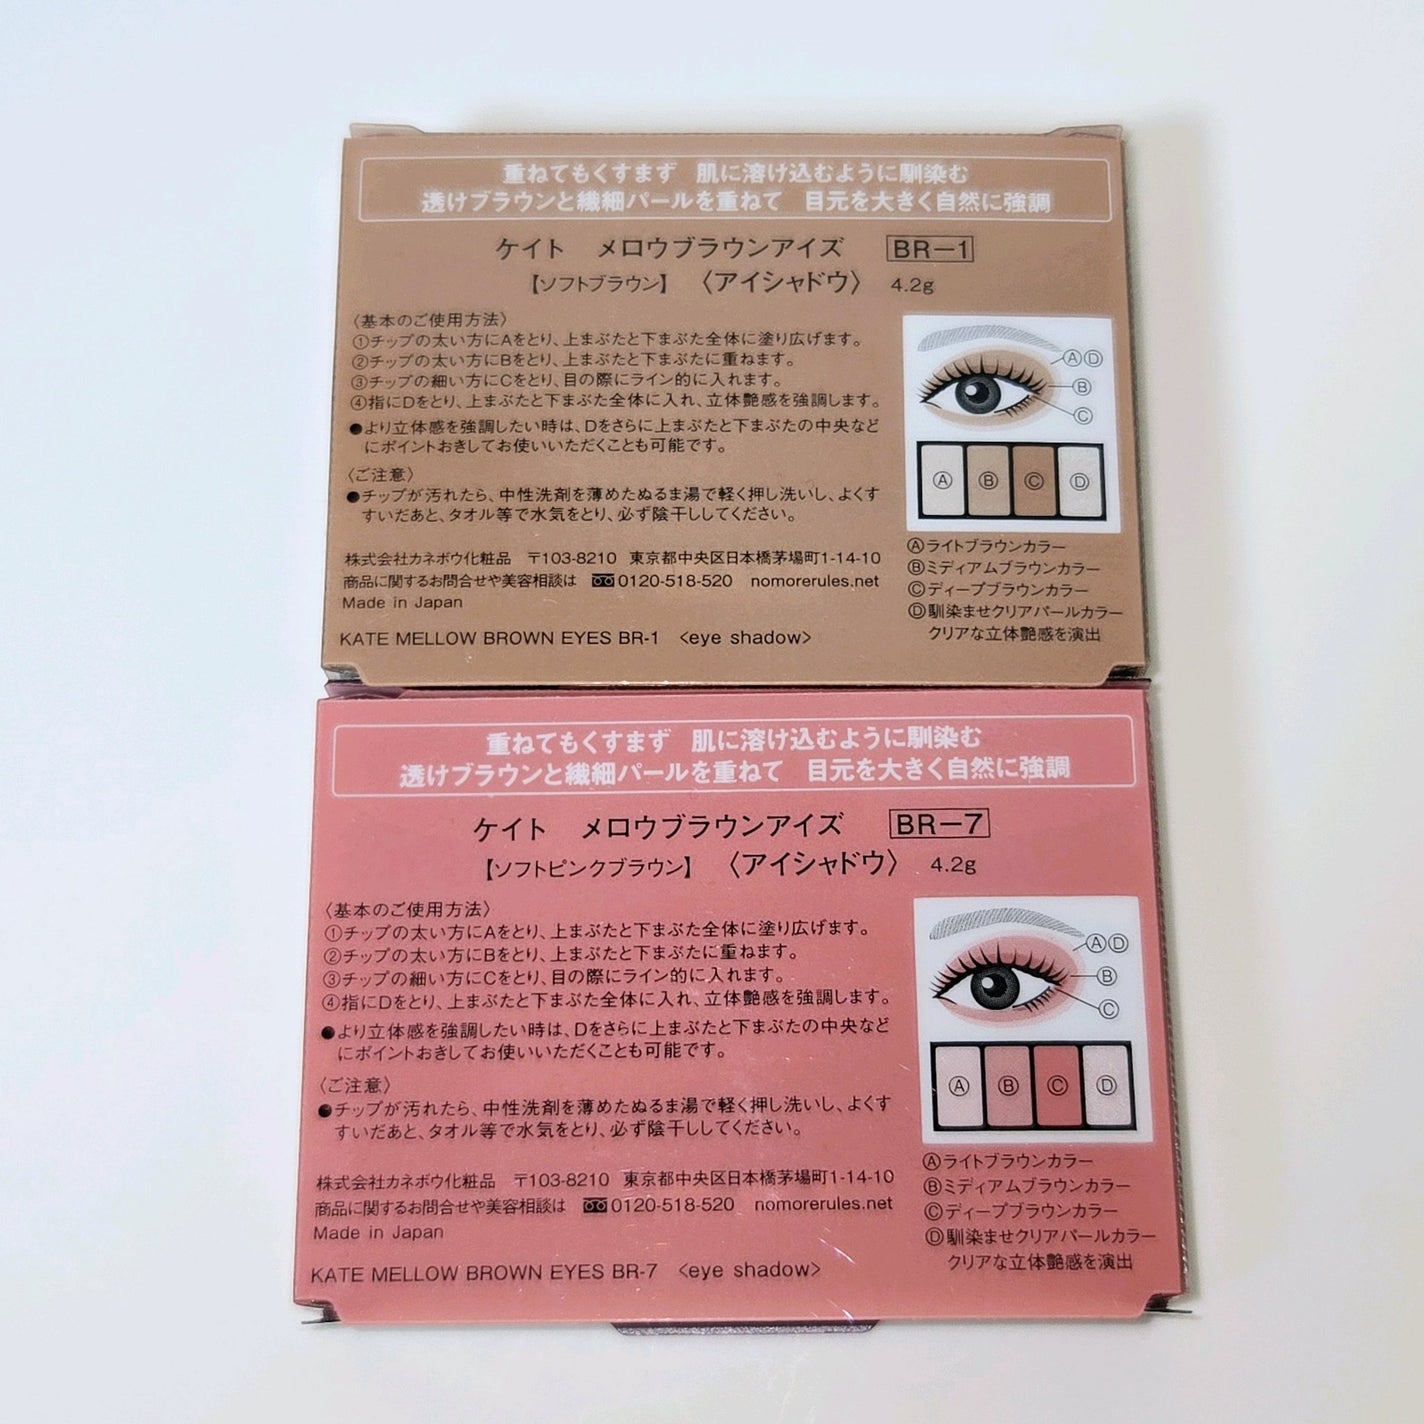 重ねてもくすまず 肌に溶け込むように馴染む
透けブラウンと繊細パールを重ねて 目元を大きく自然に強調
ケイト メロウブラウンアイズ BR-1
【ソフトブラウン】 〈アイシャドウ〉 4.2g
〈基本のご使用方法〉
①チップの太い方にAをとり、上まぶたと下まぶた全体に塗り広げます。
②チップの太い方にBをとり、上まぶたと下まぶたに重ねます。
③チップの細い方にCをとり、目の際にライン的に入れます。
④指にDをとり、上まぶたと下まぶた全体に入れ、立体艶感を強調します。
●より立体感を強調したい時は、Dをさらに上まぶたと下まぶたの中央など
にポイントおきしてお使いいただくことも可能です。
〈ご注意〉
●チップが汚れたら、中性洗剤を薄めたぬるま湯で軽く押し洗いし、よくす
すいだあと、タオル等で水気をとり、必ず陰干ししてください。
株式会社カネボウ化粧品 〒103-8210 東京都中央区日本橋茅場町1-14-10
商品に関するお問合せや美容相談は 0120-518-520 nomorerules.net
Made in Japan
KATE MELLOW BROWN EYES BR-1 <eye shadow>
ⒶⒹ
Ⓑ
Ⓒ
Ⓐ Ⓑ Ⓒ Ⓓ
Ⓐライトブラウンカラー
Ⓑミディアムブラウンカラー
Ⓒディープブラウンカラー
Ⓓ馴染ませクリアパールカラー
クリアな立体艶感を演出
重ねてもくすまず 肌に溶け込むように馴染む
透けブラウンと繊細パールを重ねて 目元を大きく自然に強調
ケイト メロウブラウンアイズ BR-7
【ソフトピンクブラウン】 〈アイシャドウ〉 4.2g
〈基本のご使用方法〉
①チップの太い方にAをとり、上まぶたと下まぶた全体に塗り広げます。
②チップの太い方にBをとり、上まぶたと下まぶたに重ねます。
③チップの細い方にCをとり、目の際にライン的に入れます。
④指にDをとり、上まぶたと下まぶた全体に入れ、立体艶感を強調します。
●より立体感を強調したい時は、Dをさらに上まぶたと下まぶたの中央など
にポイントおきしてお使いいただくことも可能です。
〈ご注意〉
●チップが汚れたら、中性洗剤を薄めたぬるま湯で軽く押し洗いし、よくす
すいだあと、タオル等で水気をとり、必ず陰干ししてください。
株式会社カネボウ化粧品 〒103-8210 東京都中央区日本橋茅場町1-14-10
商品に関するお問合せや美容相談は 0120-518-520 nomorerules.net
Made in Japan
KATE MELLOW BROWN EYES BR-7 <eye shadow>
ⒶⒹ
Ⓑ
Ⓒ
Ⓐ Ⓑ Ⓒ Ⓓ
Ⓐライトブラウンカラー
Ⓑミディアムブラウンカラー
Ⓒディープブラウンカラー
Ⓓ馴染ませクリアパールカラー
クリアな立体艶感を演出